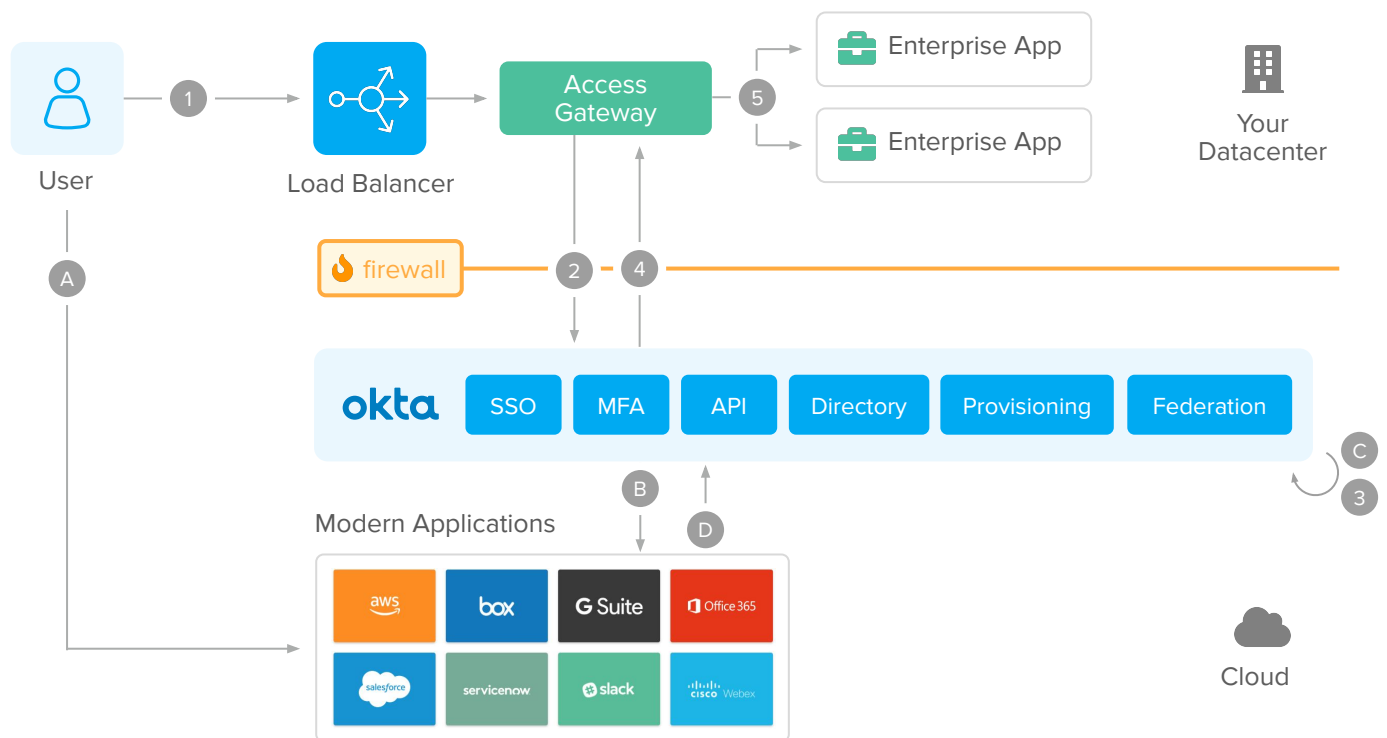 Enterprise App
Access
Gateway
1
5
Enterprise App
Your
Datacenter
User
Load Balancer
A
firewall
2
4
okta
SSO
MFA
API
Directory
Provisioning
Federation
C
3
B
D
Modern Applications
aws
box
G Suite
Office 365
salesforce
servicenow
slack
cisco Webex
Cloud